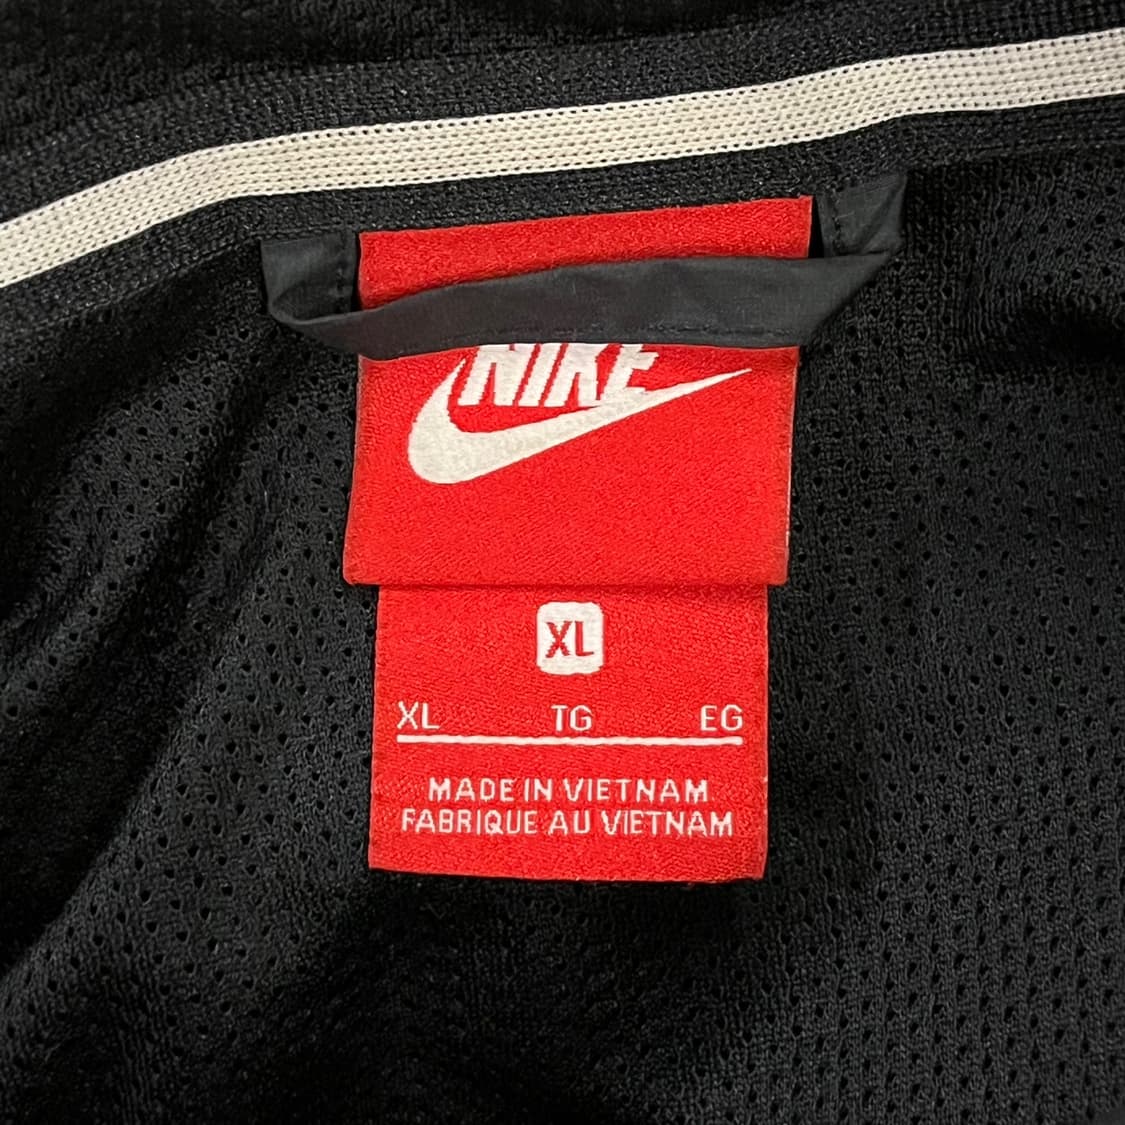 NIKE
XL
XL TG EG
MADE IN VIETNAM
FABRIQUE AU VIETNAM